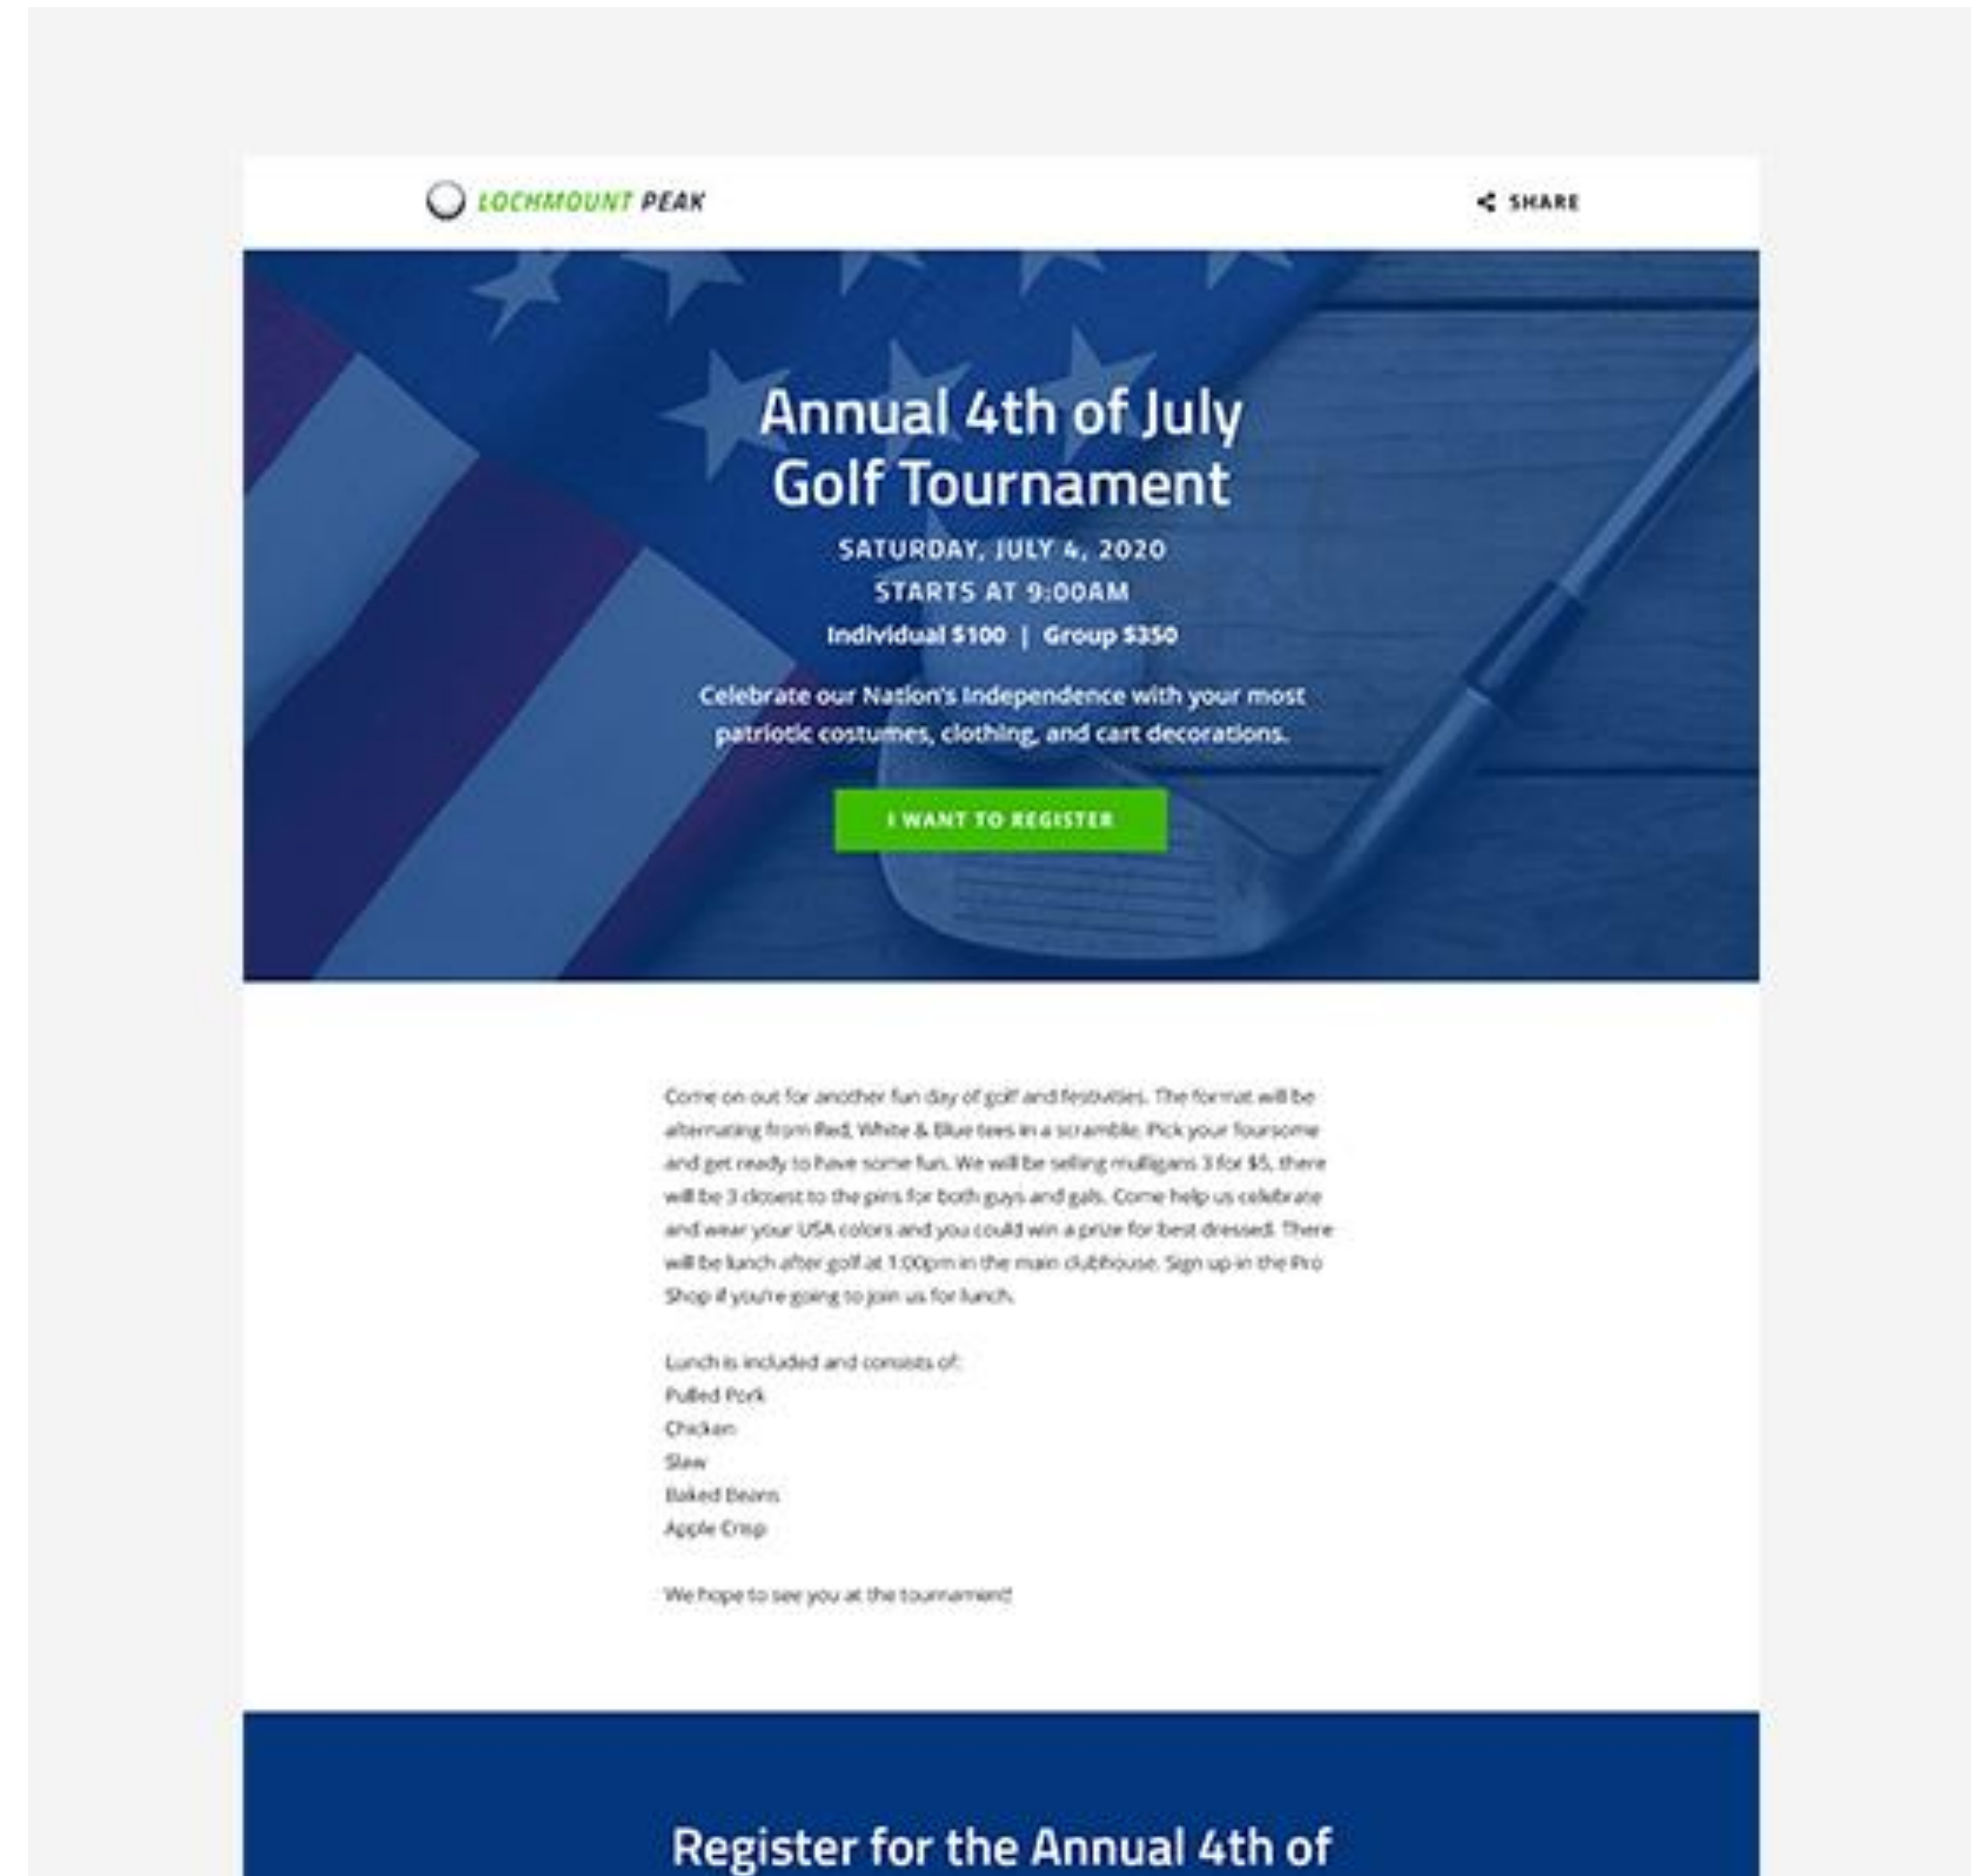 LOCHMOUNT PEAK
SHARE
Annual 4th of July
Golf Tournament
SATURDAY, JULY 4, 2020
STARTS AT 9:00AM
Individual $100 | Group $350
Celebrate our Nation's Independence with your most
patriotic costumes, clothing, and cart decorations.
I WANT TO REGISTER
Come on out for another fun day of golf and festivities. The format will be
alternating from Red, White & Blue tees in a scramble. Pick your foursome
and get ready to have some fun. We will be selling mulligans 3 for $5, there
will be 3 closest to the pins for both guys and gals. Come help us celebrate
and wear your USA colors and you could win a prize for best dressed. There
will be lunch after golf at 1:00pm in the main clubhouse. Sign up in the Pro
Shop if you're going to join us for lunch.
Lunch is included and consists of:
Pulled Pork
Chicken
Slaw
Baked Beans
Apple Crisp
We hope to see you at the tournament!
Register for the Annual 4th of